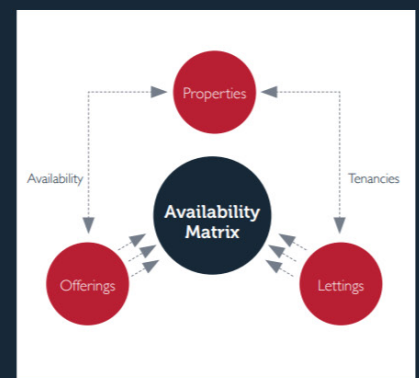 Properties
Availability
Tenancies
Availability
Matrix
Offerings
Lettings